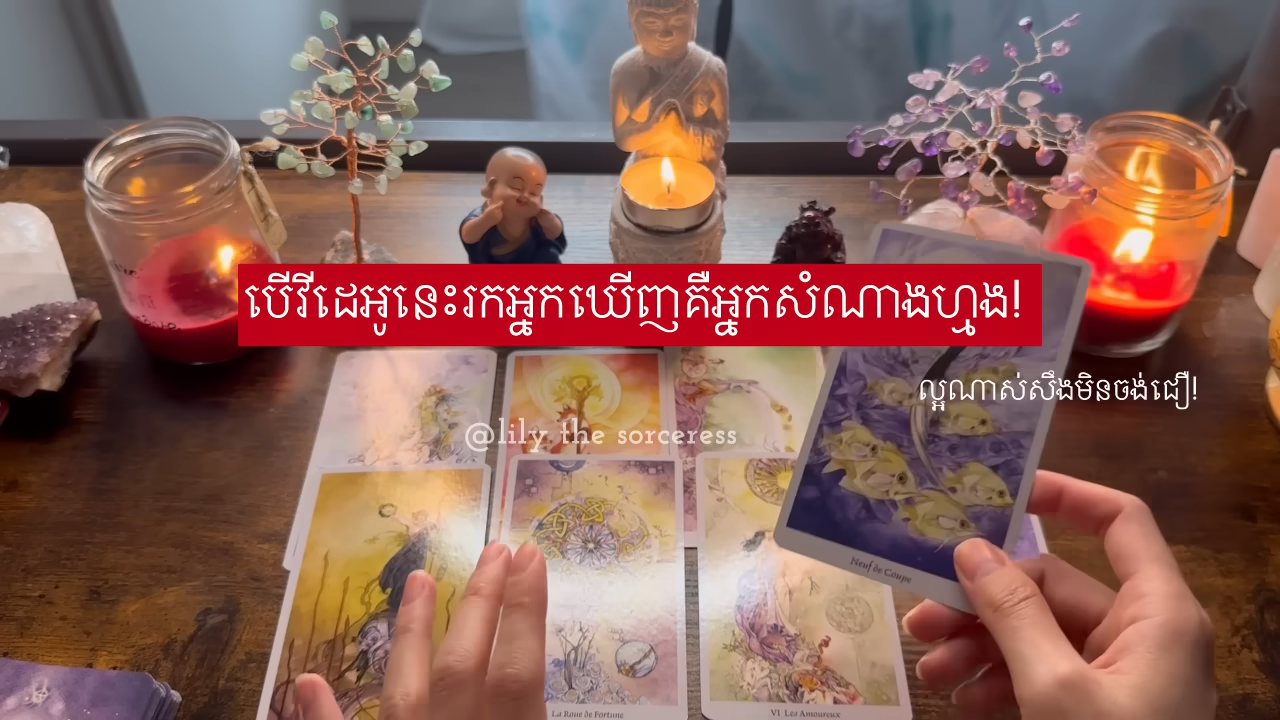 បើវីដេអូនេះរកអ្នកឃើញគឺអ្នកសំណាងហ្មង!
ល្អណាស់សឹងមិនចង់ជឿ!
@lily the sorceress
Neuf de Coupe
La Roue de Fortune
VI Les Amoureux